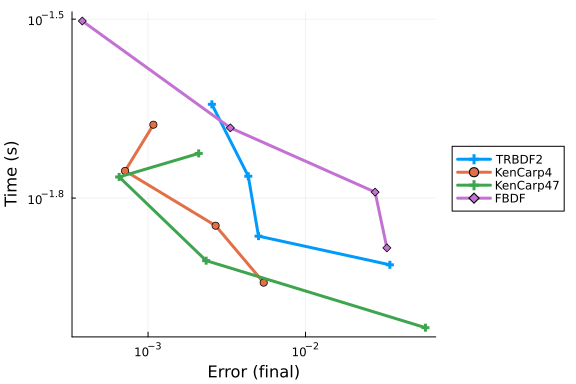 10⁻¹·⁵
10⁻¹·⁸
Time (s)
10⁻³
10⁻²
Error (final)
TRBDF2
KenCarp4
KenCarp47
FBDF